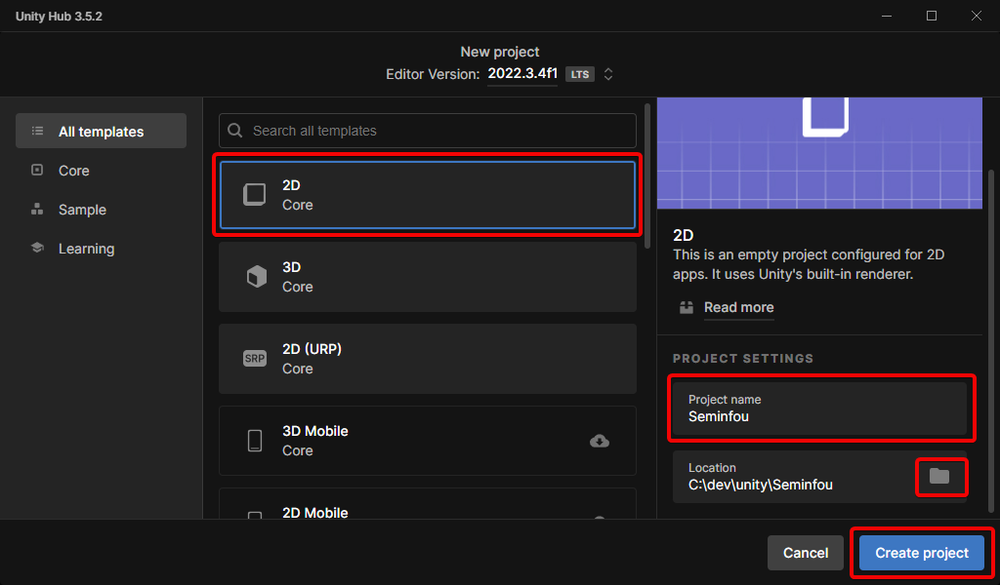 Unity Hub 3.5.2
New project
Editor Version: 2022.3.4f1 LTS
All templates
Core
Sample
Learning
Search all templates
2D
Core
3D
Core
SRP
2D (URP)
Core
3D Mobile
Core
2D Mobile
2D
This is an empty project configured for 2D
apps. It uses Unity's built-in renderer.
Read more
PROJECT SETTINGS
Project name
Seminfou
Location
C:\dev\unity\Seminfou
Cancel
Create project